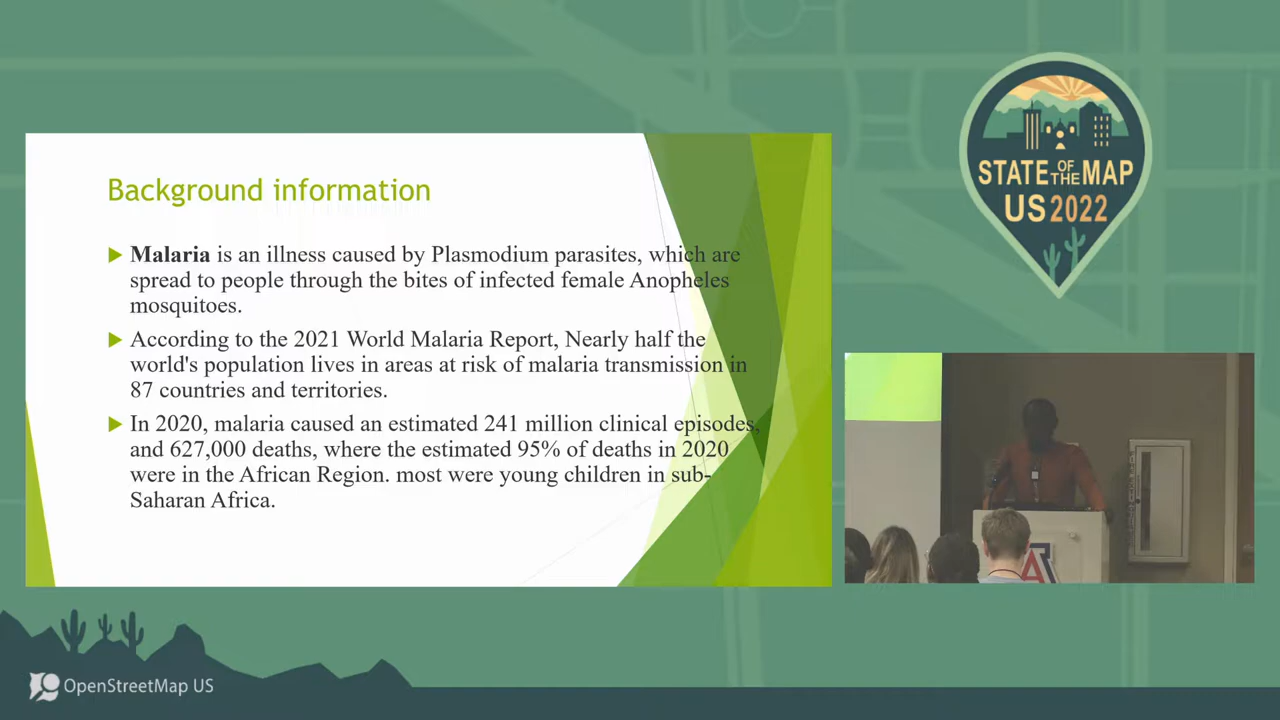 Background information
Malaria is an illness caused by Plasmodium parasites, which are
spread to people through the bites of infected female Anopheles
mosquitoes.
According to the 2021 World Malaria Report, Nearly half the
world's population lives in areas at risk of malaria transmission in
87 countries and territories.
In 2020, malaria caused an estimated 241 million clinical episodes,
and 627,000 deaths, where the estimated 95% of deaths in 2020
were in the African Region. most were young children in sub-
Saharan Africa.
STATE OF THE MAP
US 2022
A
OpenStreetMap US